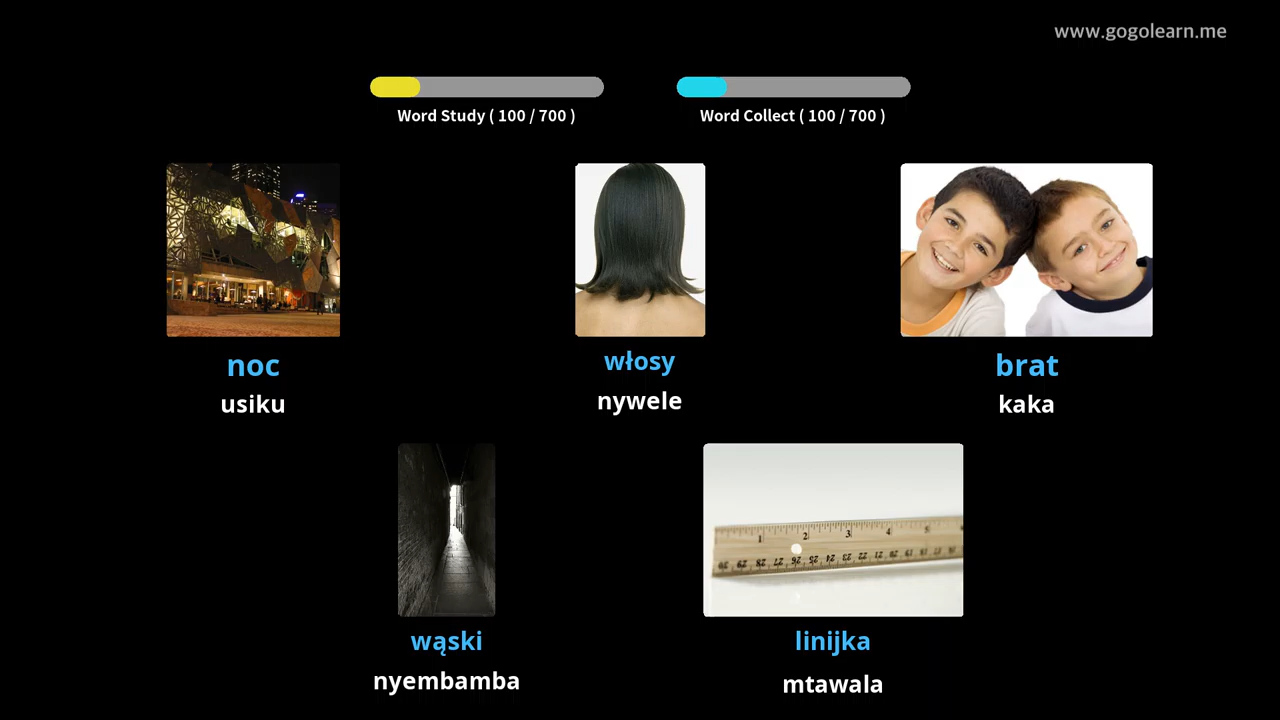 www.gogolearn.me
Word Study ( 100 / 700 )
Word Collect ( 100 / 700 )
noc
usiku
włosy
nywele
brat
kaka
wąski
nyembamba
linijka
mtawala